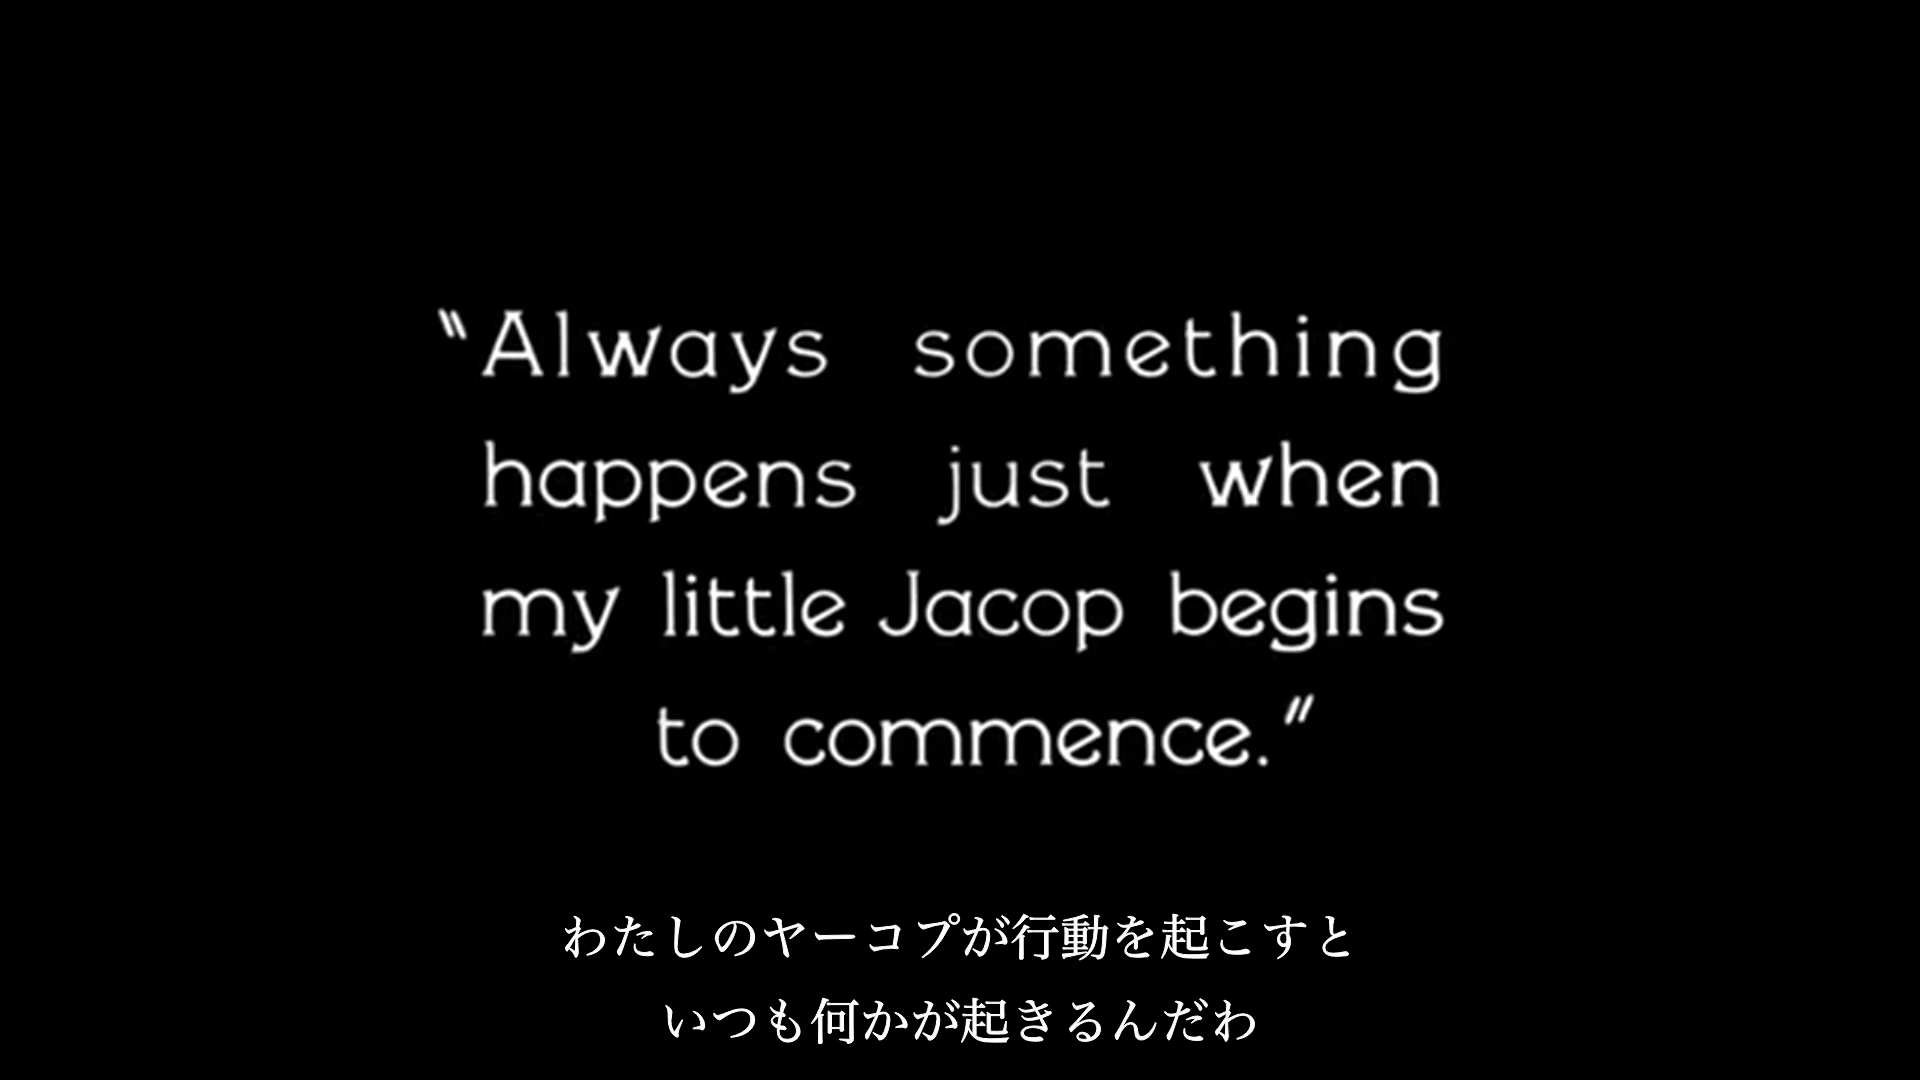 "Always something
happens just when
my little Jacop begins
to commence."
わたしのヤーコプが行動を起こすと
いつも何かが起きるんだわ